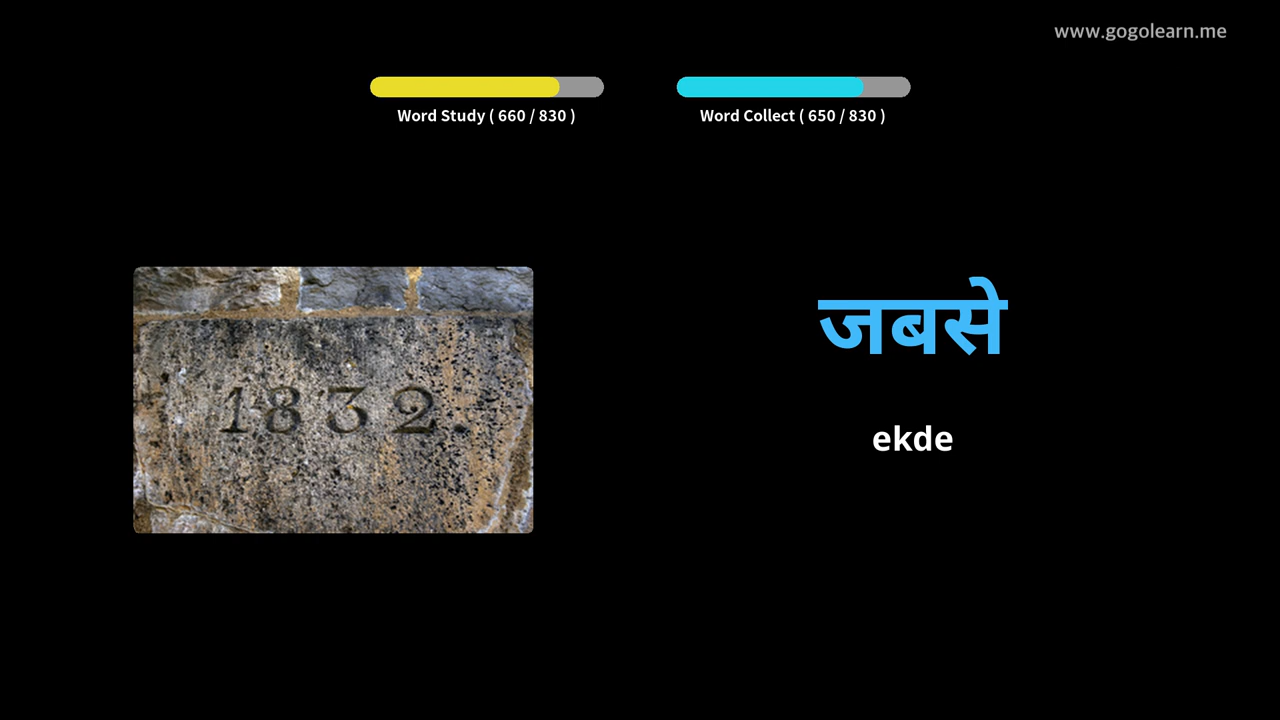 www.gogolearn.me
Word Study ( 660 / 830 )
Word Collect ( 650 / 830 )
1832.
जबसे
ekde